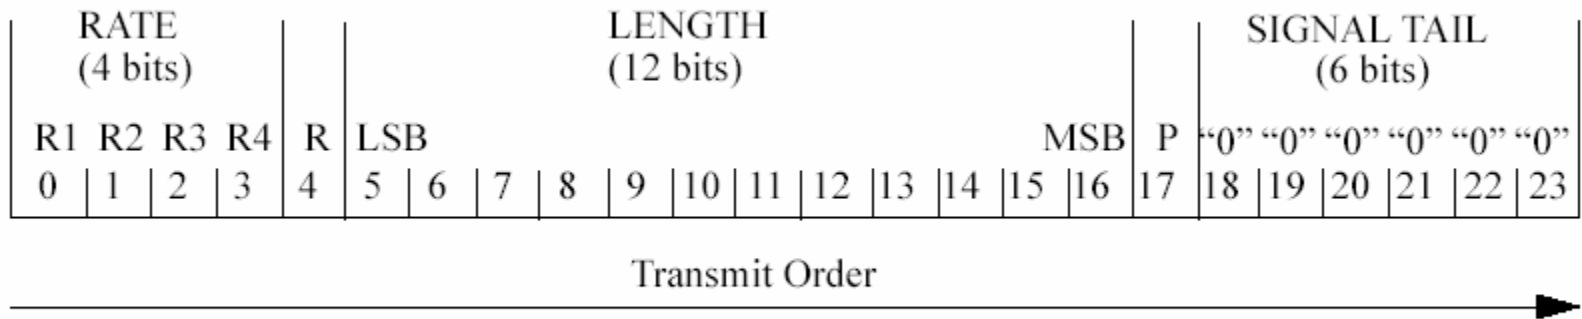 RATE LENGTH SIGNAL TAIL
(4 bits) (12 bits) (6 bits)
R1 R2 R3 R4 R LSB MSB P “0” “0” “0” “0” “0” “0”
0 1 2 3 4 5 6 7 8 9 10 11 12 13 14 15 16 17 18 19 20 21 22 23
Transmit Order